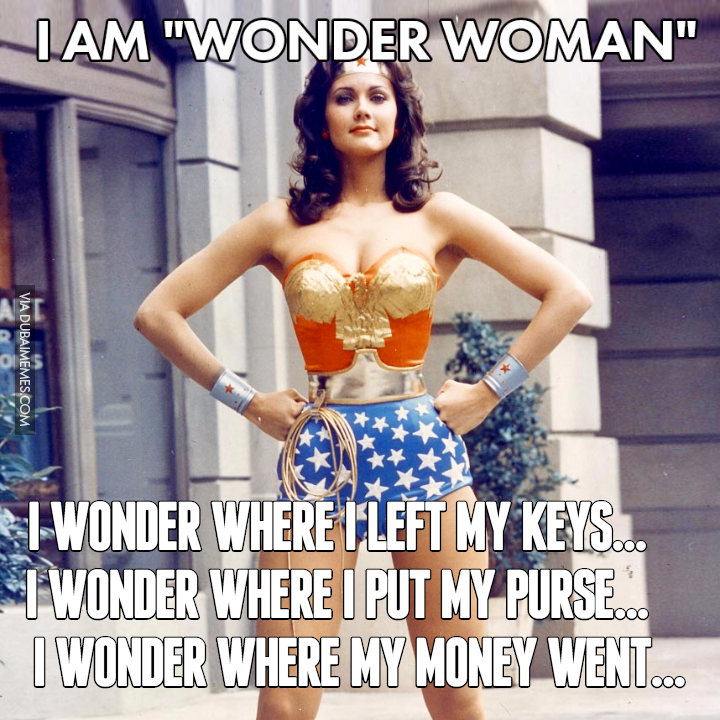 I AM "WONDER WOMAN"
VIA DUBAIMEMES.COM
I WONDER WHERE I LEFT MY KEYS...
I WONDER WHERE I PUT MY PURSE...
I WONDER WHERE MY MONEY WENT...